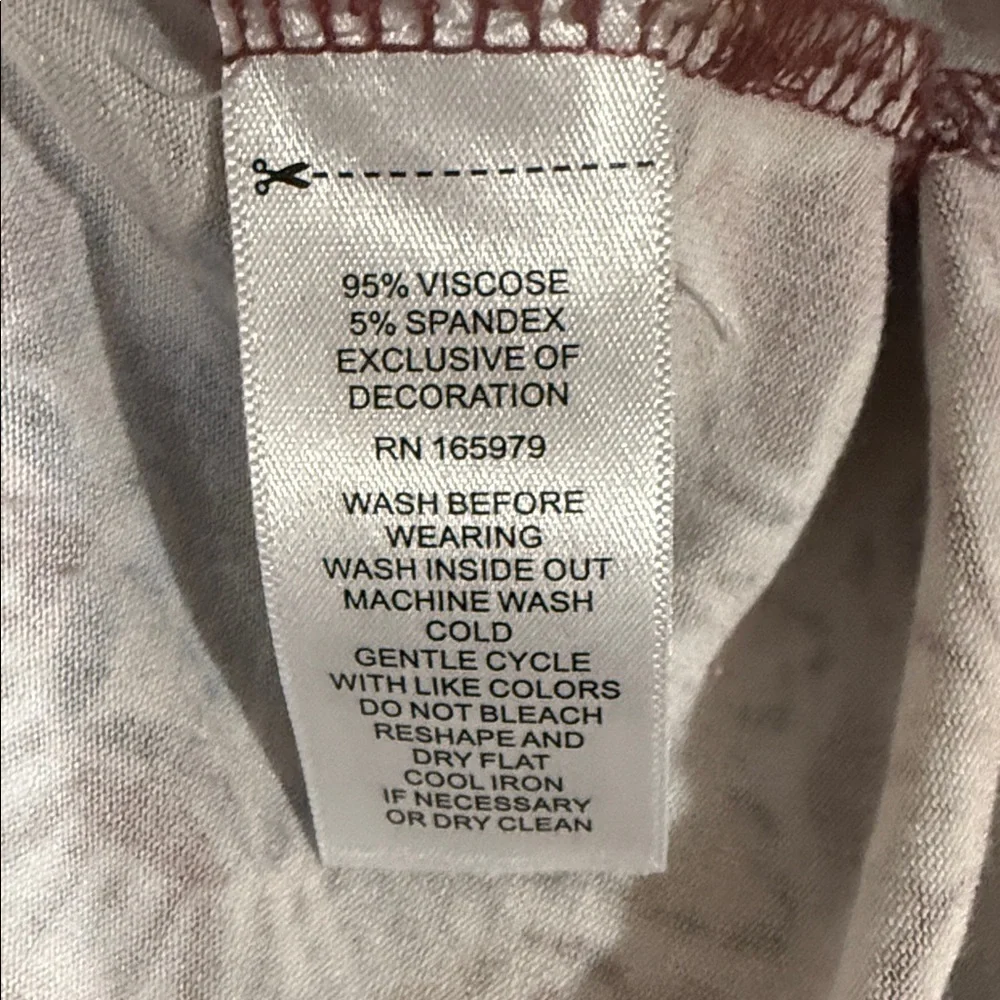 95% VISCOSE
5% SPANDEX
EXCLUSIVE OF
DECORATION
RN 165979
WASH BEFORE
WEARING
WASH INSIDE OUT
MACHINE WASH
COLD
GENTLE CYCLE
WITH LIKE COLORS
DO NOT BLEACH
RESHAPE AND
DRY FLAT
COOL IRON
IF NECESSARY
OR DRY CLEAN